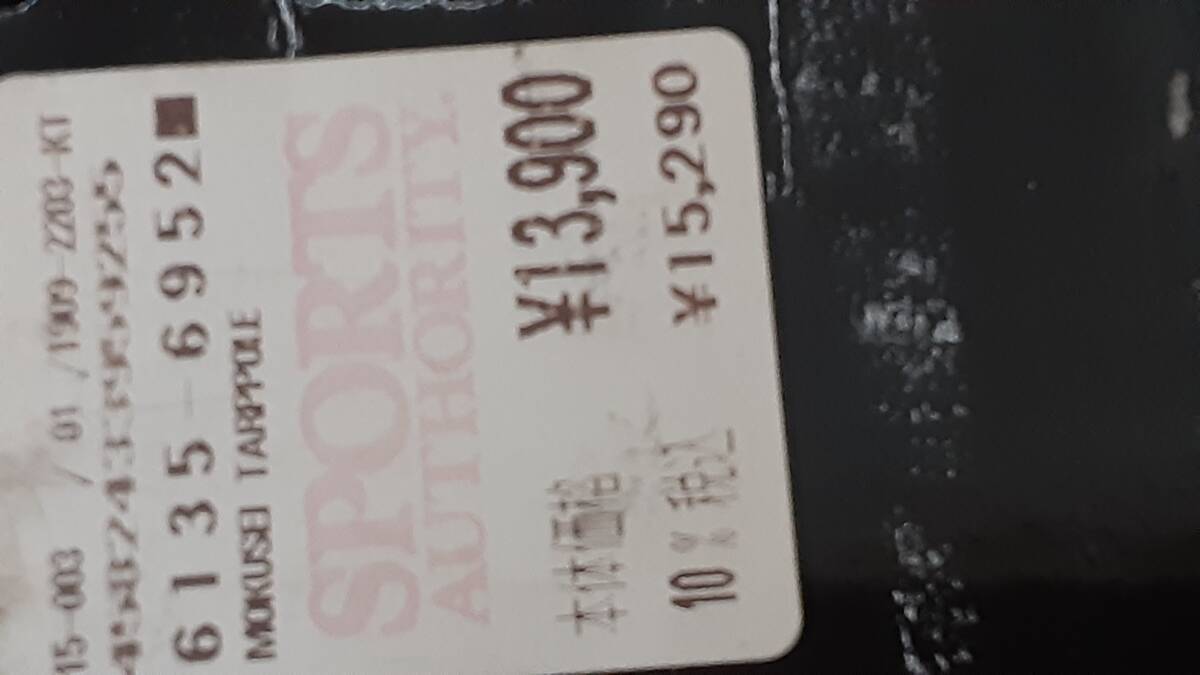 15-003 / 01 /1909-2203-KT
6135-6952■
MOKUSEI TARPPOLE
SPORTS
AUTHORITY.
本体価格 ¥13,900
10％税込 ¥15,290